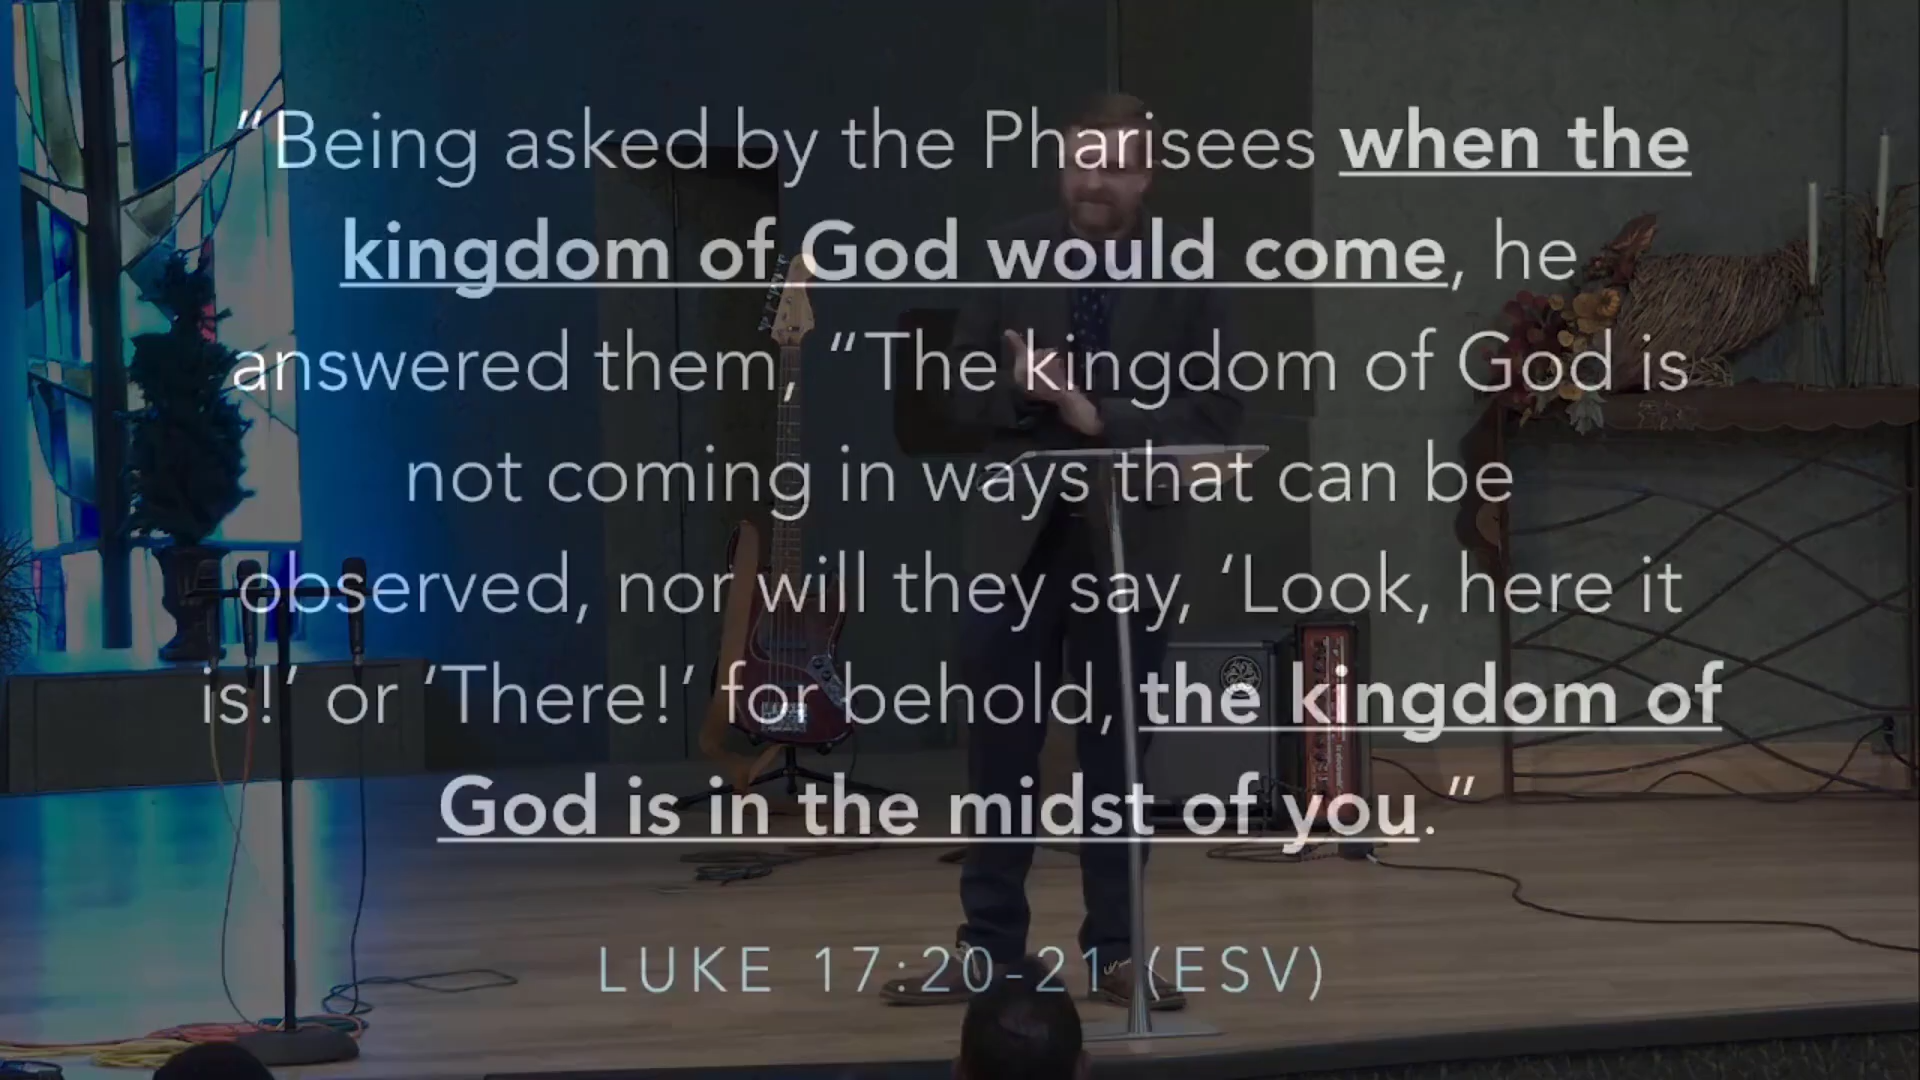 “Being asked by the Pharisees when the
kingdom of God would come, he
answered them, “The kingdom of God is
not coming in ways that can be
observed, nor will they say, ‘Look, here it
is!’ or ‘There!’ for behold, the kingdom of
God is in the midst of you.”
LUKE 17:20-21 (ESV)